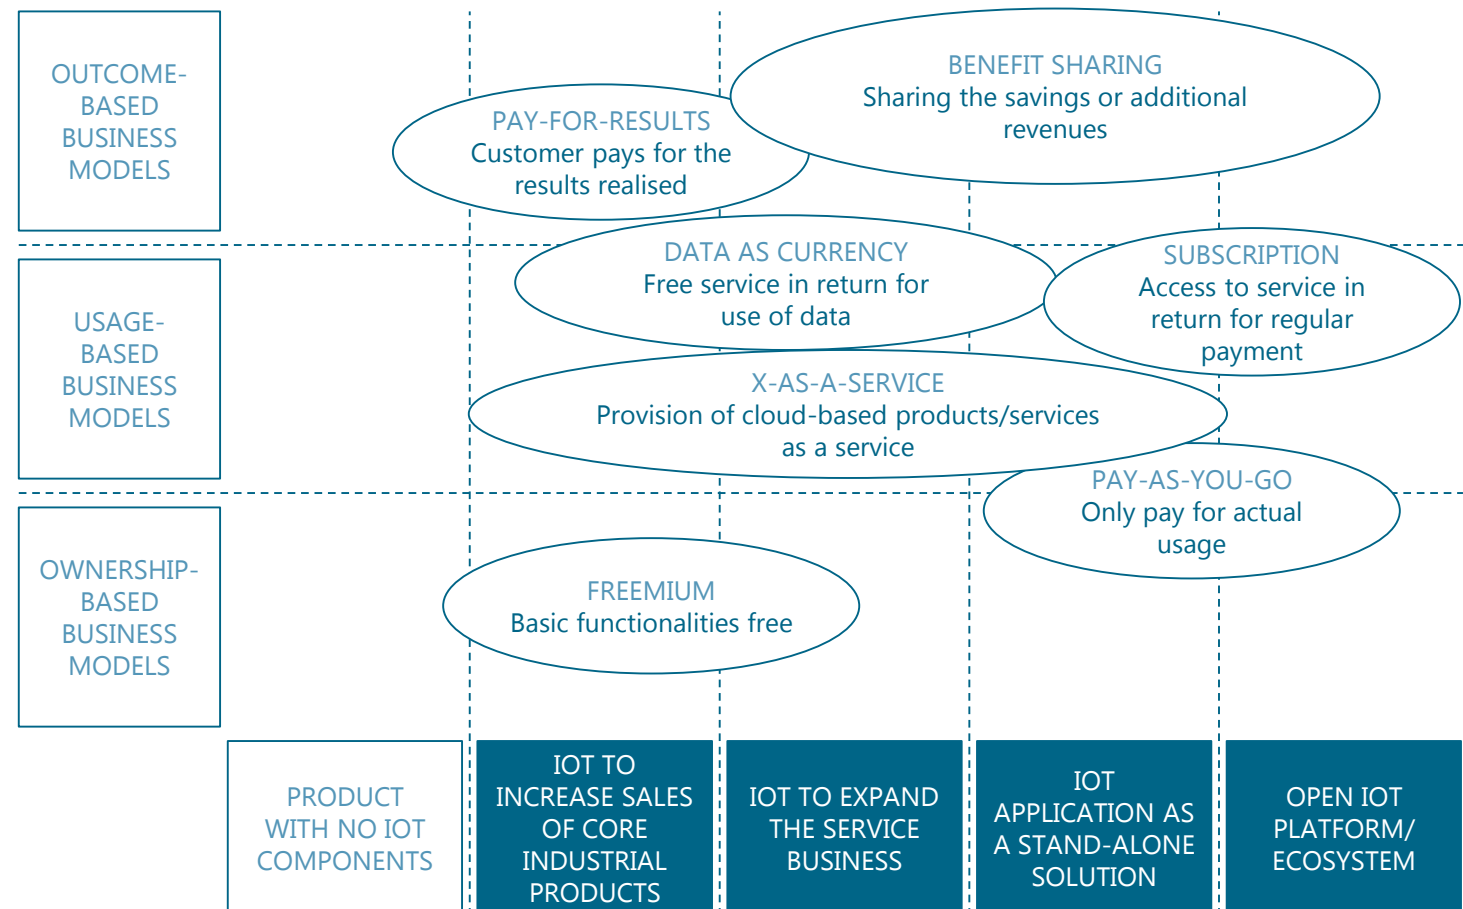 OUTCOME-
BASED
BUSINESS
MODELS
BENEFIT SHARING
Sharing the savings or additional
revenues
PAY-FOR-RESULTS
Customer pays for the
results realised
USAGE-
BASED
BUSINESS
MODELS
DATA AS CURRENCY
Free service in return for
use of data
SUBSCRIPTION
Access to service in
return for regular
payment
X-AS-A-SERVICE
Provision of cloud-based products/services
as a service
PAY-AS-YOU-GO
Only pay for actual
usage
OWNERSHIP-
BASED
BUSINESS
MODELS
FREEMIUM
Basic functionalities free
PRODUCT
WITH NO IOT
COMPONENTS
IOT TO
INCREASE SALES
OF CORE
INDUSTRIAL
PRODUCTS
IOT TO EXPAND
THE SERVICE
BUSINESS
IOT
APPLICATION AS
A STAND-ALONE
SOLUTION
OPEN IOT
PLATFORM/
ECOSYSTEM